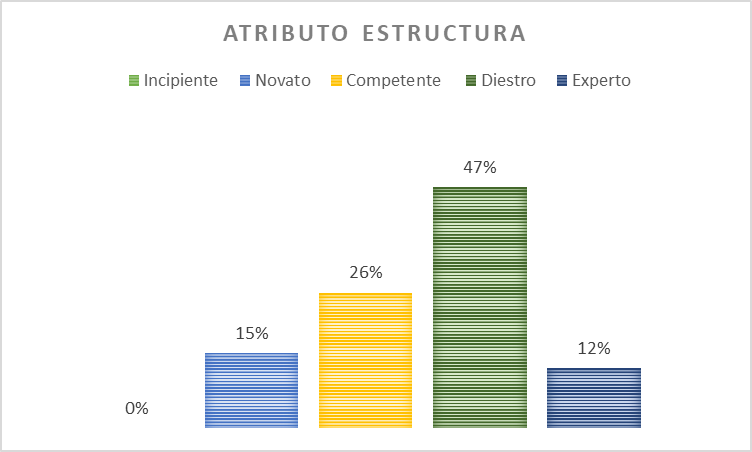 ATRIBUTO ESTRUCTURA
Incipiente Novato Competente Diestro Experto
47%
26%
15%
12%
0%